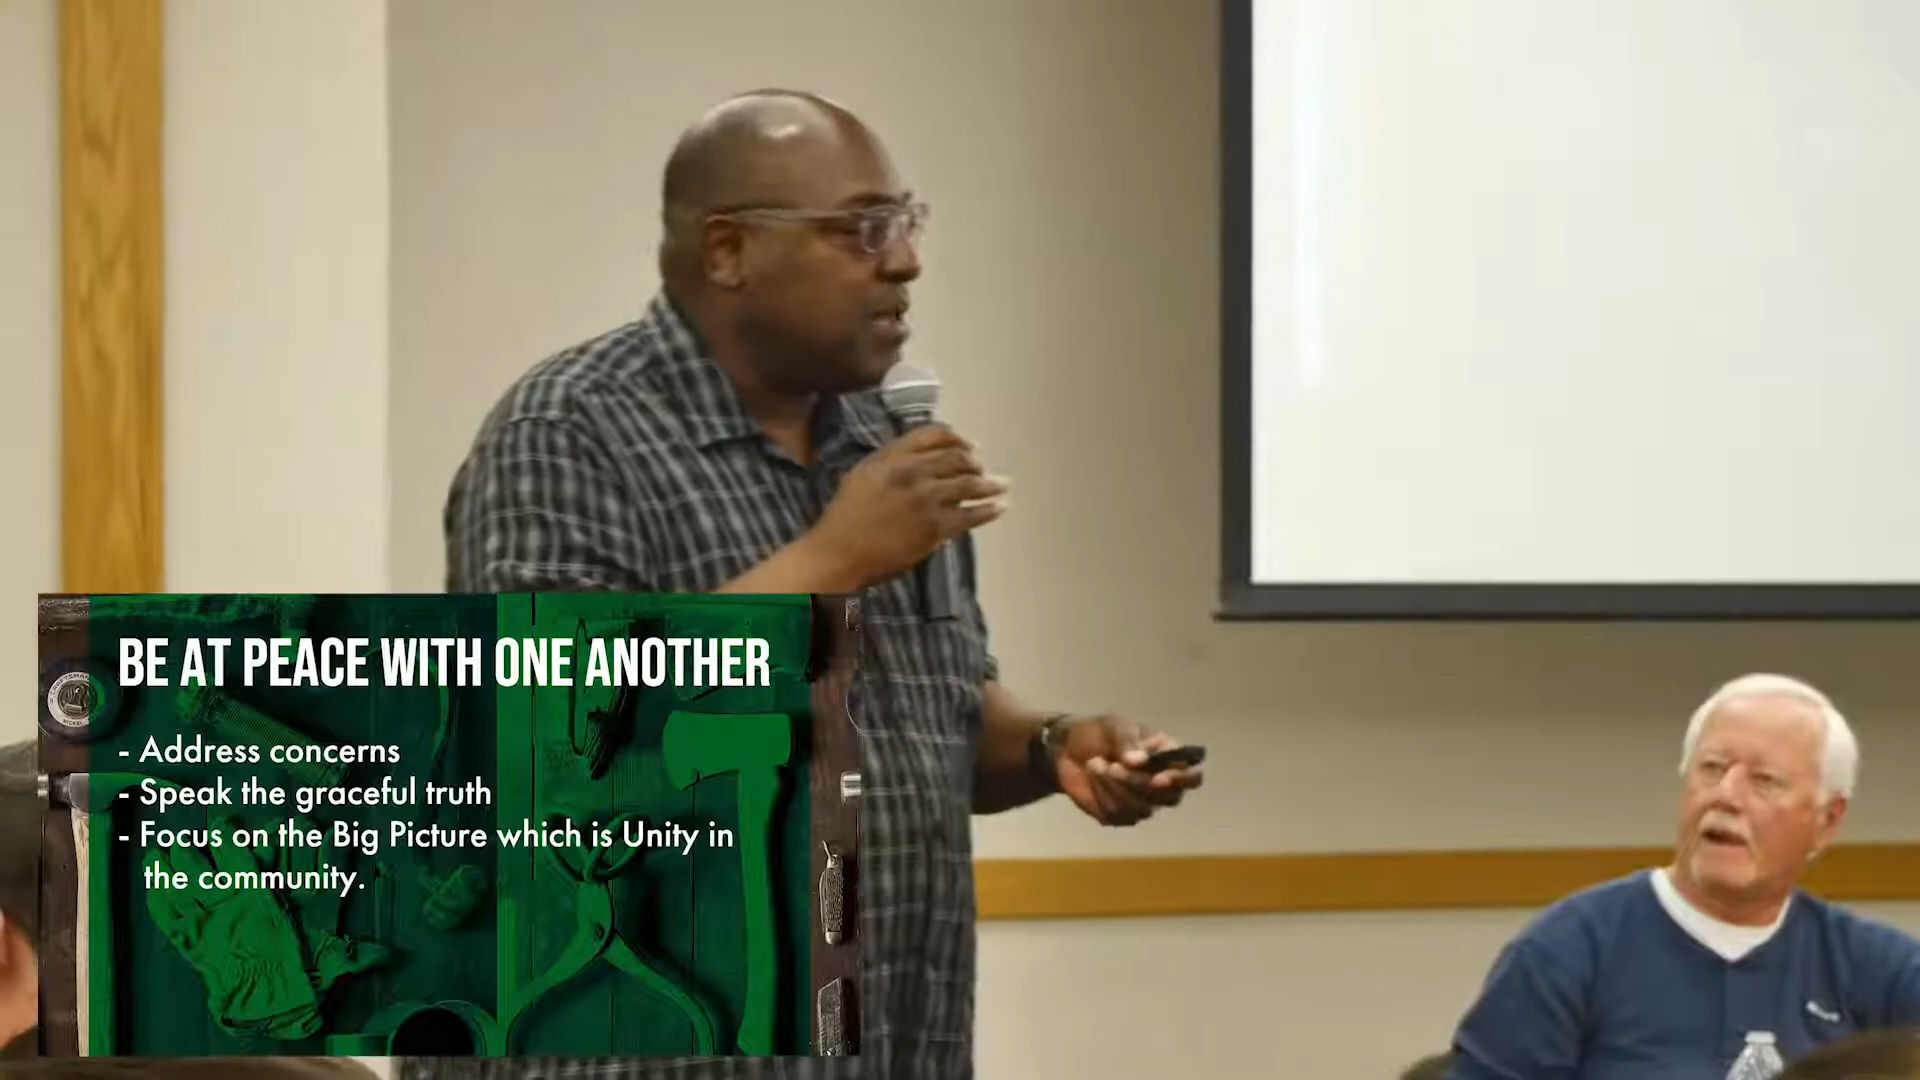 BE AT PEACE WITH ONE ANOTHER
- Address concerns
- Speak the graceful truth
- Focus on the Big Picture which is Unity in
the community.